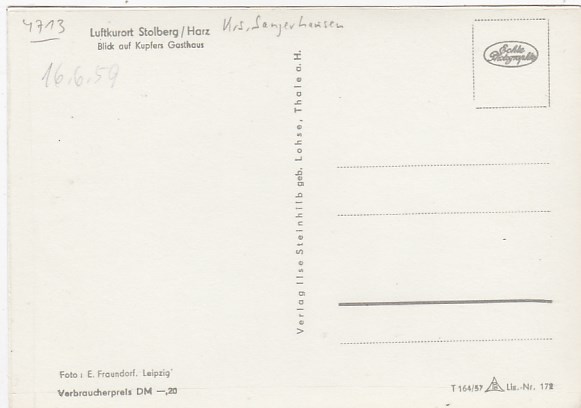 4713
Krs. Sangerhausen
Luftkurort Stolberg/Harz
Blick auf Kupfers Gasthaus
16.6.59
Echte
Photographie
Verlag Ilse Steinhilb geb. Lohse, Thale a.H.
Foto: E. Fraundorf, Leipzig
Verbraucherpreis DM —,20
T 164/57 Liz.-Nr. 172